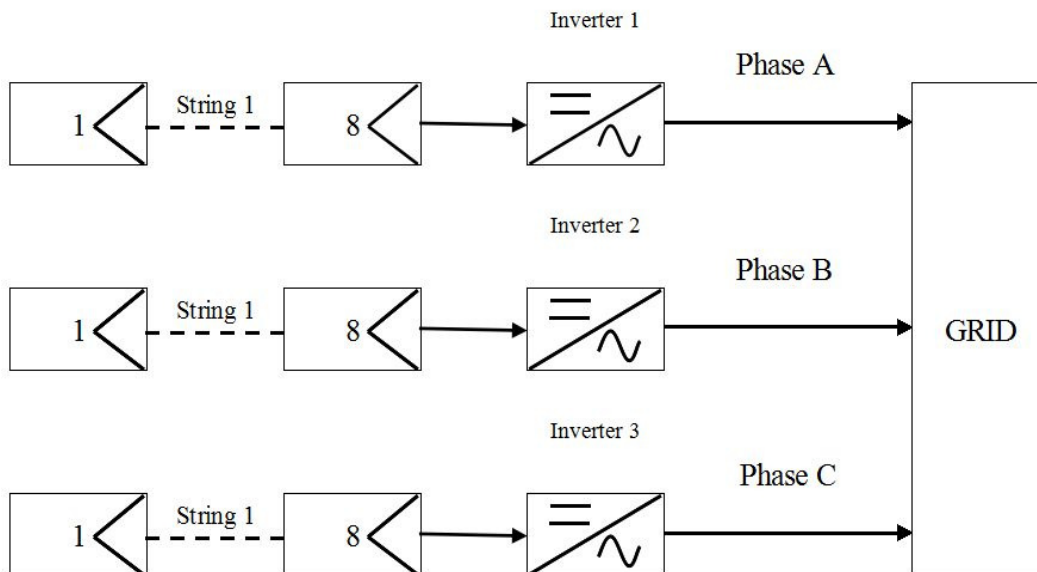 Inverter 1
Phase A
1
String 1
8
Inverter 2
Phase B
1
String 1
8
GRID
Inverter 3
Phase C
1
String 1
8